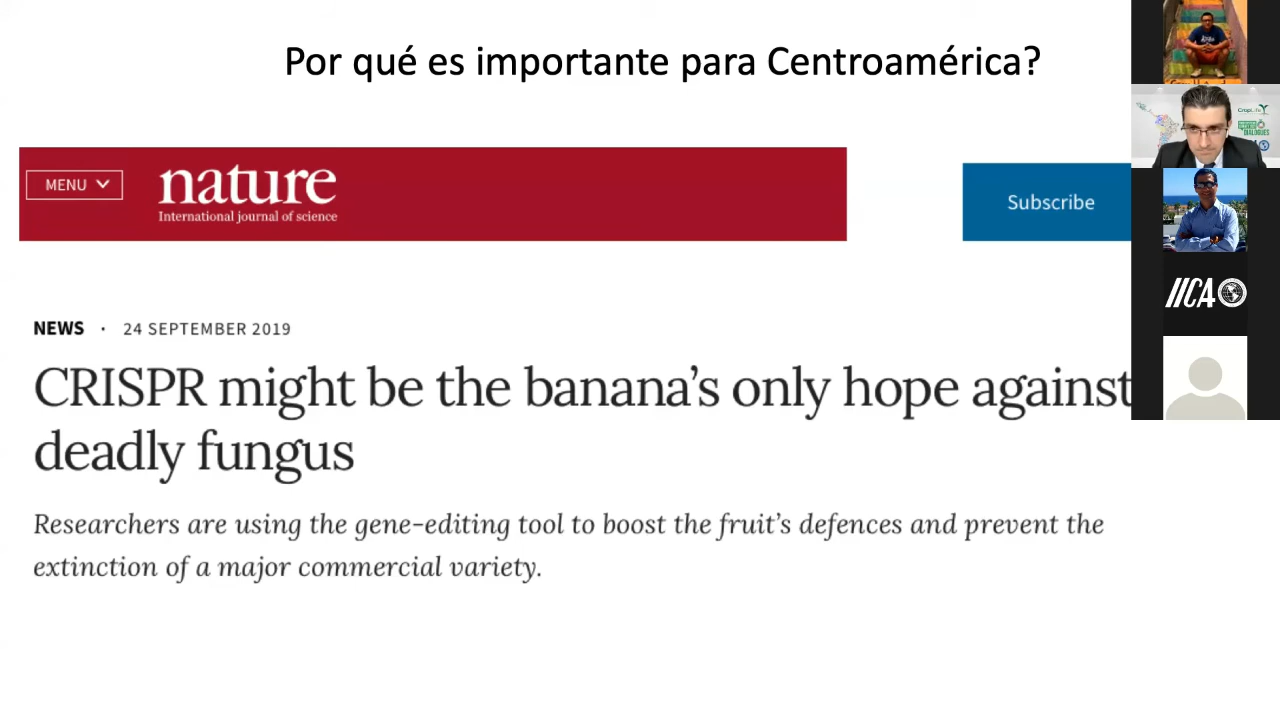 Por qué es importante para Centroamérica?
MENU
nature
International journal of science
Subscribe
NEWS · 24 SEPTEMBER 2019
CRISPR might be the banana's only hope against
deadly fungus
Researchers are using the gene-editing tool to boost the fruit's defences and prevent the
extinction of a major commercial variety.
CropLife
DIALOGUES
IICA